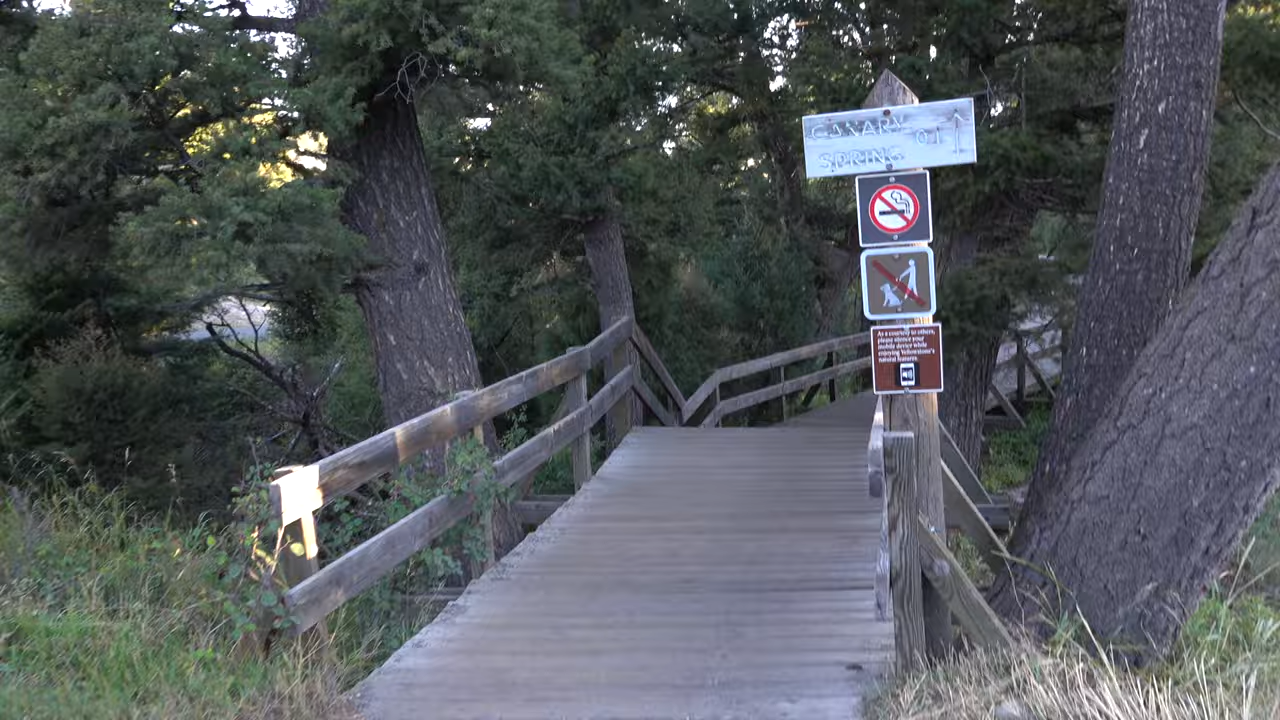 CANARY
SPRING
0.1
As a courtesy to others,
please silence your
mobile device while
enjoying Yellowstone's
natural features.